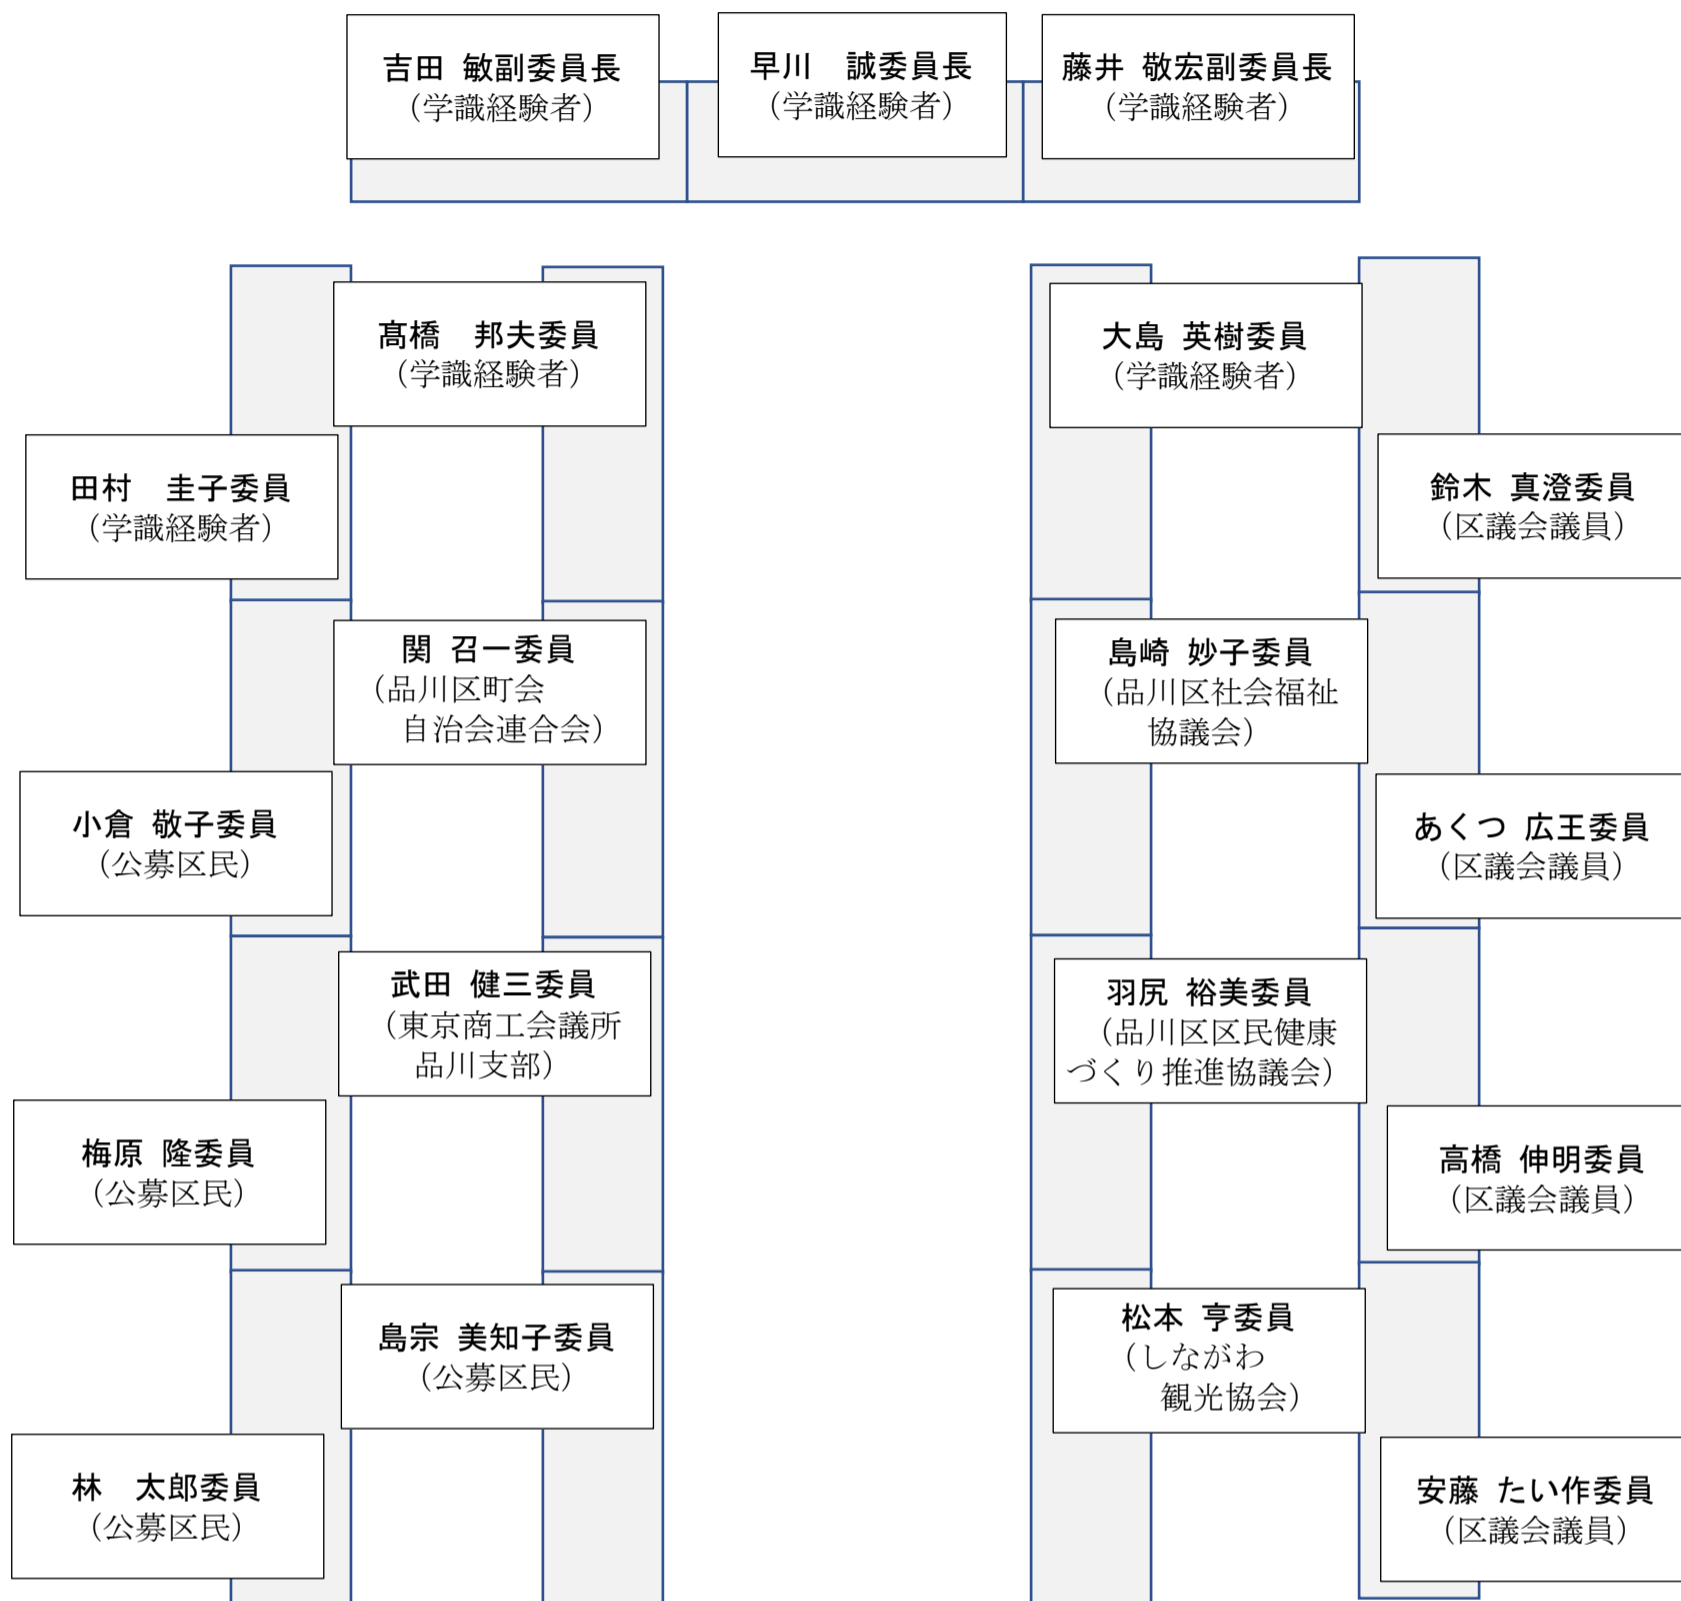 吉田 敏副委員長
（学識経験者）
早川　誠委員長
（学識経験者）
藤井 敬宏副委員長
（学識経験者）
髙橋　邦夫委員
（学識経験者）
大島 英樹委員
（学識経験者）
田村　圭子委員
（学識経験者）
鈴木 真澄委員
（区議会議員）
関 召一委員
（品川区町会
自治会連合会）
島崎 妙子委員
（品川区社会福祉
協議会）
小倉 敬子委員
（公募区民）
あくつ 広王委員
（区議会議員）
武田 健三委員
（東京商工会議所
品川支部）
羽尻 裕美委員
（品川区区民健康
づくり推進協議会）
梅原 隆委員
（公募区民）
高橋 伸明委員
（区議会議員）
島宗 美知子委員
（公募区民）
松本 亨委員
（しながわ
観光協会）
林　太郎委員
（公募区民）
安藤 たい作委員
（区議会議員）